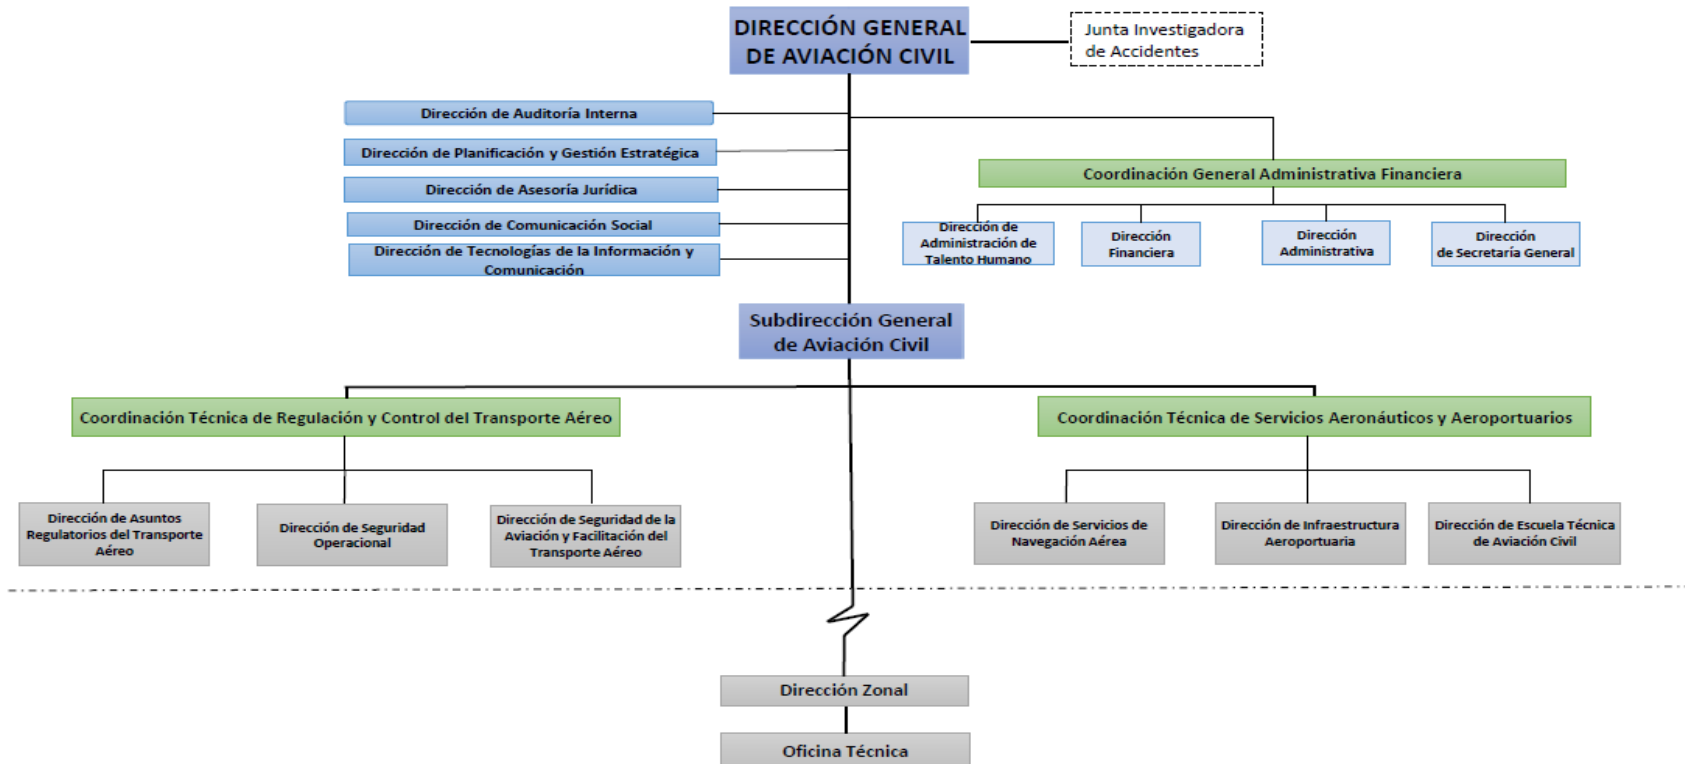 DIRECCIÓN GENERAL
DE AVIACIÓN CIVIL
Junta Investigadora
de Accidentes
Dirección de Auditoría Interna
Dirección de Planificación y Gestión Estratégica
Dirección de Asesoría Jurídica
Dirección de Comunicación Social
Dirección de Tecnologías de la Información y
Comunicación
Coordinación General Administrativa Financiera
Dirección de
Administración de
Talento Humano
Dirección
Financiera
Dirección
Administrativa
Dirección
de Secretaría General
Subdirección General
de Aviación Civil
Coordinación Técnica de Regulación y Control del Transporte Aéreo
Coordinación Técnica de Servicios Aeronáuticos y Aeroportuarios
Dirección de Asuntos
Regulatorios del Transporte
Aéreo
Dirección de Seguridad
Operacional
Dirección de Seguridad de la
Aviación y Facilitación del
Transporte Aéreo
Dirección de Servicios de
Navegación Aérea
Dirección de Infraestructura
Aeroportuaria
Dirección de Escuela Técnica
de Aviación Civil
Dirección Zonal
Oficina Técnica